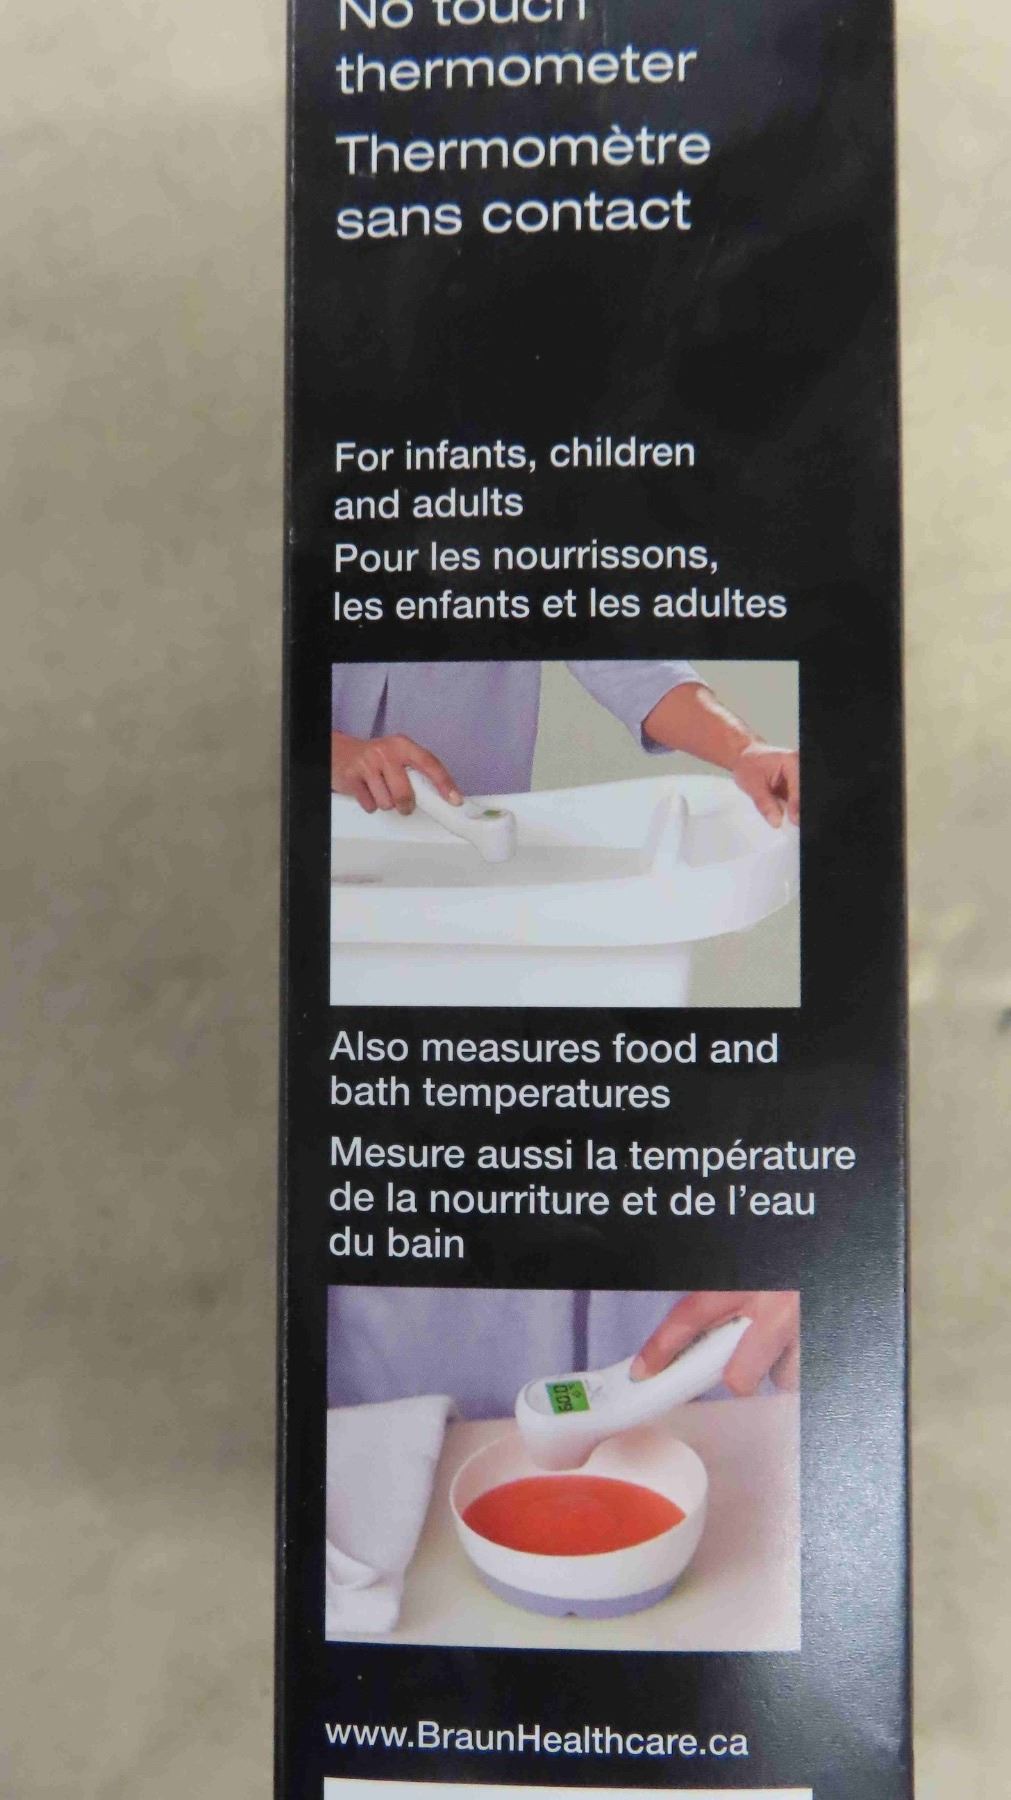 No touch
thermometer
Thermomètre
sans contact
For infants, children
and adults
Pour les nourrissons,
les enfants et les adultes
Also measures food and
bath temperatures
Mesure aussi la température
de la nourriture et de l'eau
du bain
www.BraunHealthcare.ca